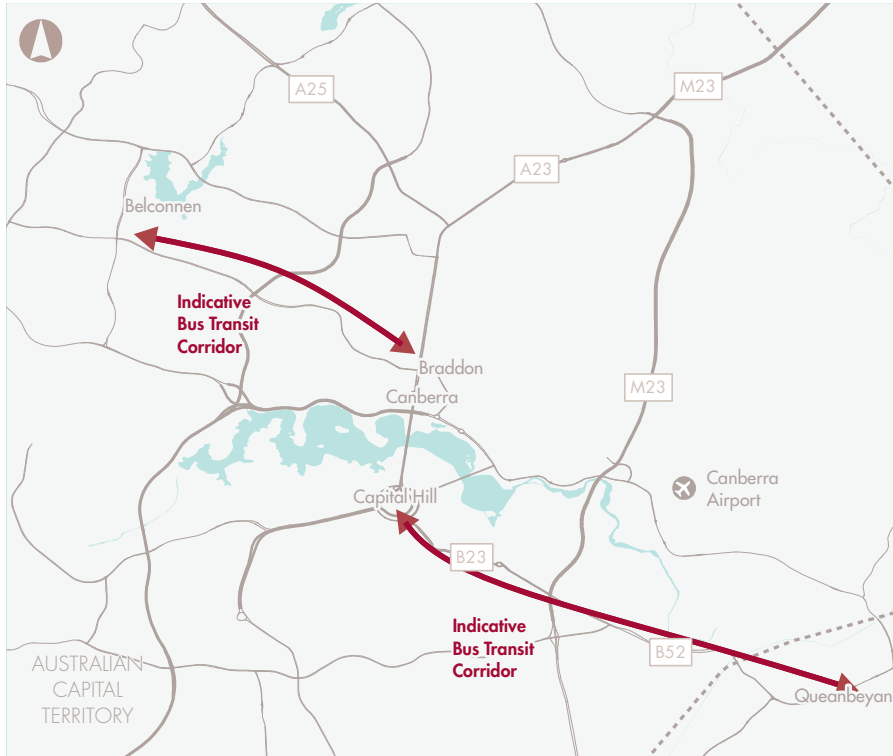 A25
M23
A23
Belconnen
Indicative
Bus Transit
Corridor
Braddon
M23
Canberra
Canberra
Airport
Capital Hill
B23
Indicative
Bus Transit
Corridor
B52
AUSTRALIAN
CAPITAL
TERRITORY
Queanbeyan